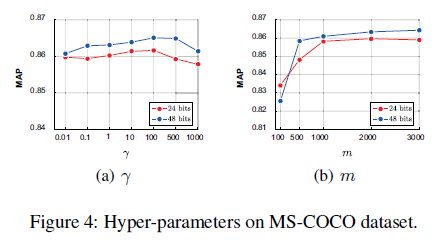 0.87
0.86
0.85
0.84
MAP
24 bits
48 bits
0.01 0.1 1 10 100 500 1000
γ
(a) γ
0.87
0.86
0.85
0.84
0.83
0.82
0.81
MAP
24 bits
48 bits
100 500 1000 2000 3000
m
(b) m
Figure 4: Hyper-parameters on MS-COCO dataset.